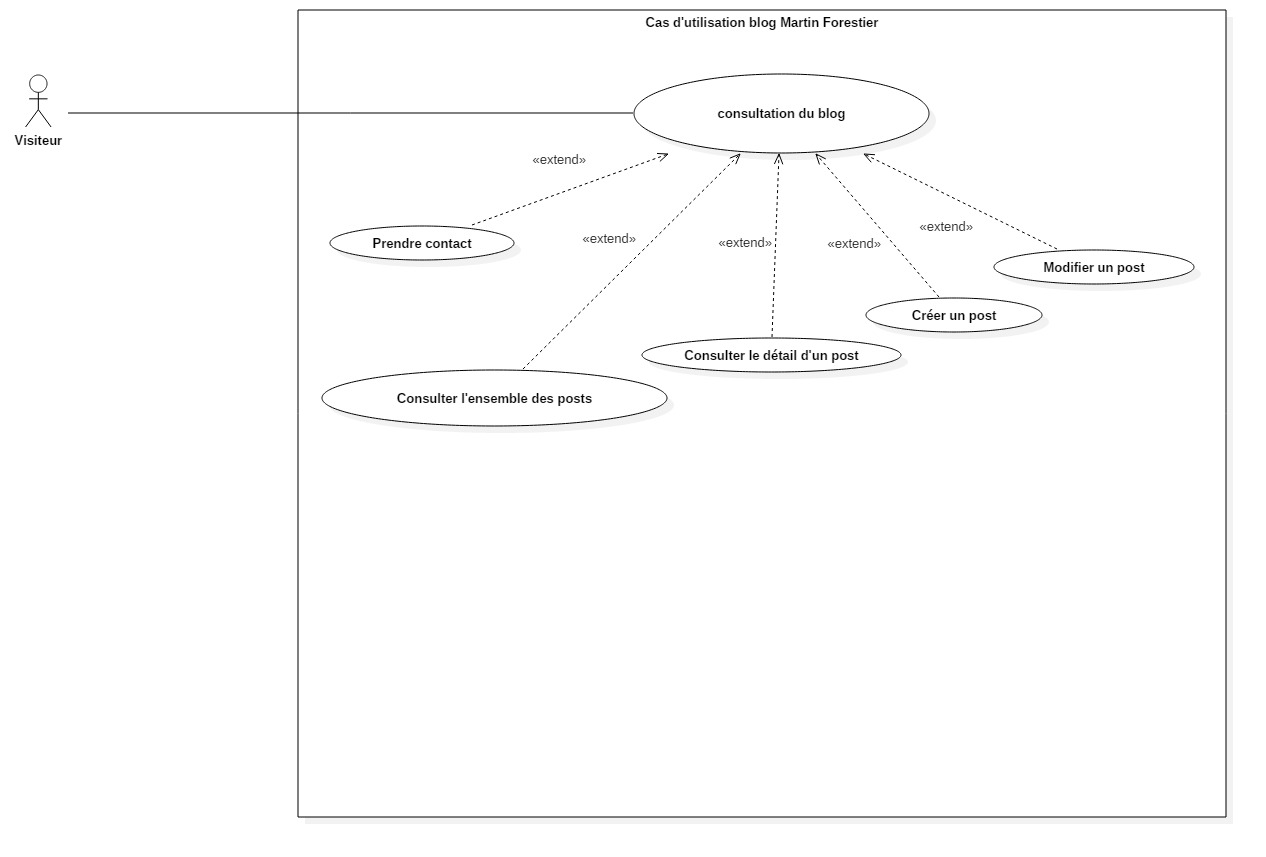 Cas d'utilisation blog Martin Forestier
Visiteur
consultation du blog
«extend»
«extend»
«extend»
«extend»
«extend»
Prendre contact
Modifier un post
Créer un post
Consulter le détail d'un post
Consulter l'ensemble des posts